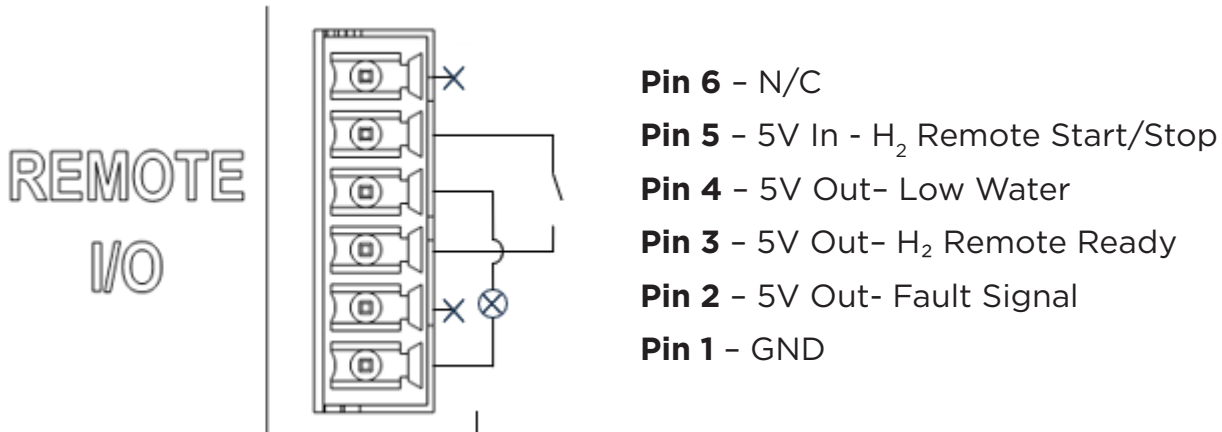 REMOTE
I/O
Pin 6 – N/C
Pin 5 – 5V In - H₂ Remote Start/Stop
Pin 4 – 5V Out– Low Water
Pin 3 – 5V Out– H₂ Remote Ready
Pin 2 – 5V Out- Fault Signal
Pin 1 – GND